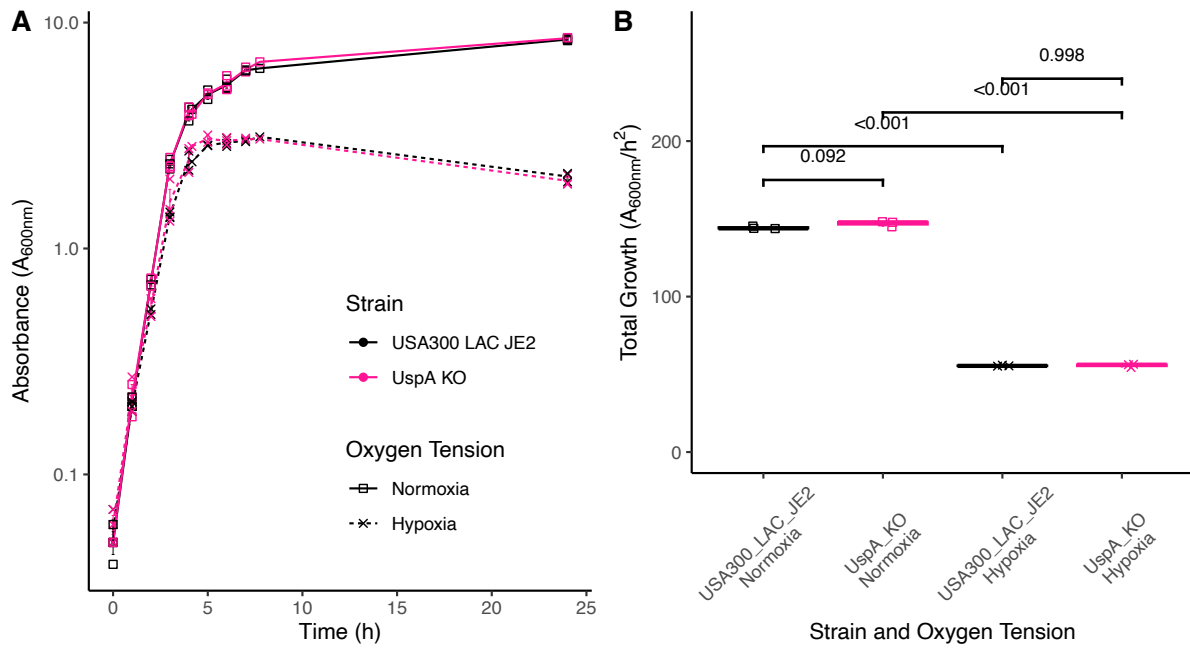 A
10.0
1.0
0.1
Absorbance (A600nm)
0
5
10
15
20
25
Time (h)
Strain
USA300 LAC JE2
UspA KO
Oxygen Tension
Normoxia
Hypoxia
B
0.998
<0.001
<0.001
0.092
200
100
0
Total Growth (A600nm/h2)
USA300_LAC_JE2
Normoxia
UspA_KO
Normoxia
USA300_LAC_JE2
Hypoxia
UspA_KO
Hypoxia
Strain and Oxygen Tension